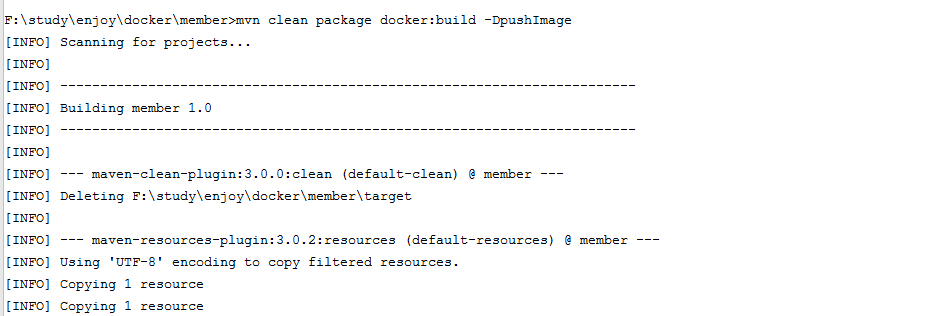 F:\study\enjoy\docker\member>mvn clean package docker:build -DpushImage
[INFO] Scanning for projects...
[INFO]
[INFO] ------------------------------------------------------------------------
[INFO] Building member 1.0
[INFO] ------------------------------------------------------------------------
[INFO]
[INFO] --- maven-clean-plugin:3.0.0:clean (default-clean) @ member ---
[INFO] Deleting F:\study\enjoy\docker\member\target
[INFO]
[INFO] --- maven-resources-plugin:3.0.2:resources (default-resources) @ member ---
[INFO] Using 'UTF-8' encoding to copy filtered resources.
[INFO] Copying 1 resource
[INFO] Copying 1 resource